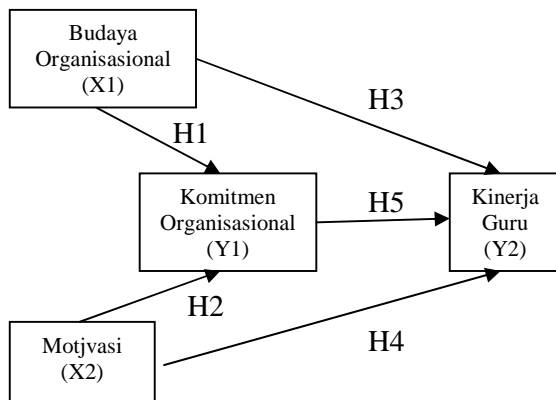 Budaya
Organisasional
(X1)
H3
H1
Komitmen
Organisasional
(Y1)
H5
Kinerja
Guru
(Y2)
H2
Motjvasi
(X2)
H4